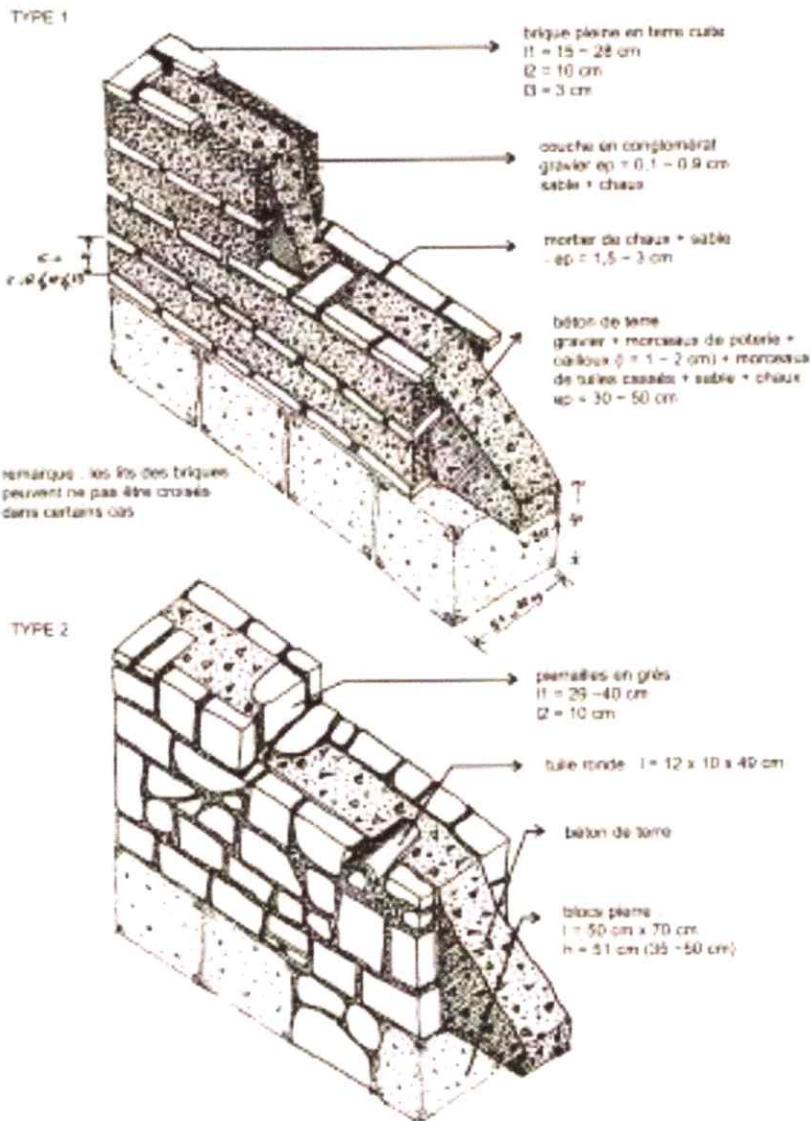 TYPE 1
brique pleine en terre cuite
l1 = 15 - 28 cm
l2 = 10 cm
l3 = 3 cm
couche en conglomérat
gravier ep = 0,1 - 0,9 cm
sable + chaux
mortier de chaux + sable
- ep = 1,5 - 3 cm
béton de terre
gravier + morceaux de poterie +
cailloux (l = 1 - 2 cm) + morceaux
de tuiles cassés + sable + chaux
ep = 30 - 50 cm
remarque : les lits des briques
peuvent ne pas être croisés
dans certains cas
TYPE 2
pierrailles en grès
l1 = 29 -40 cm
l2 = 10 cm
tuile ronde l = 12 x 10 x 49 cm
béton de terre
blocs pierre
l = 50 cm x 70 cm
h = 51 cm (35 -50 cm)